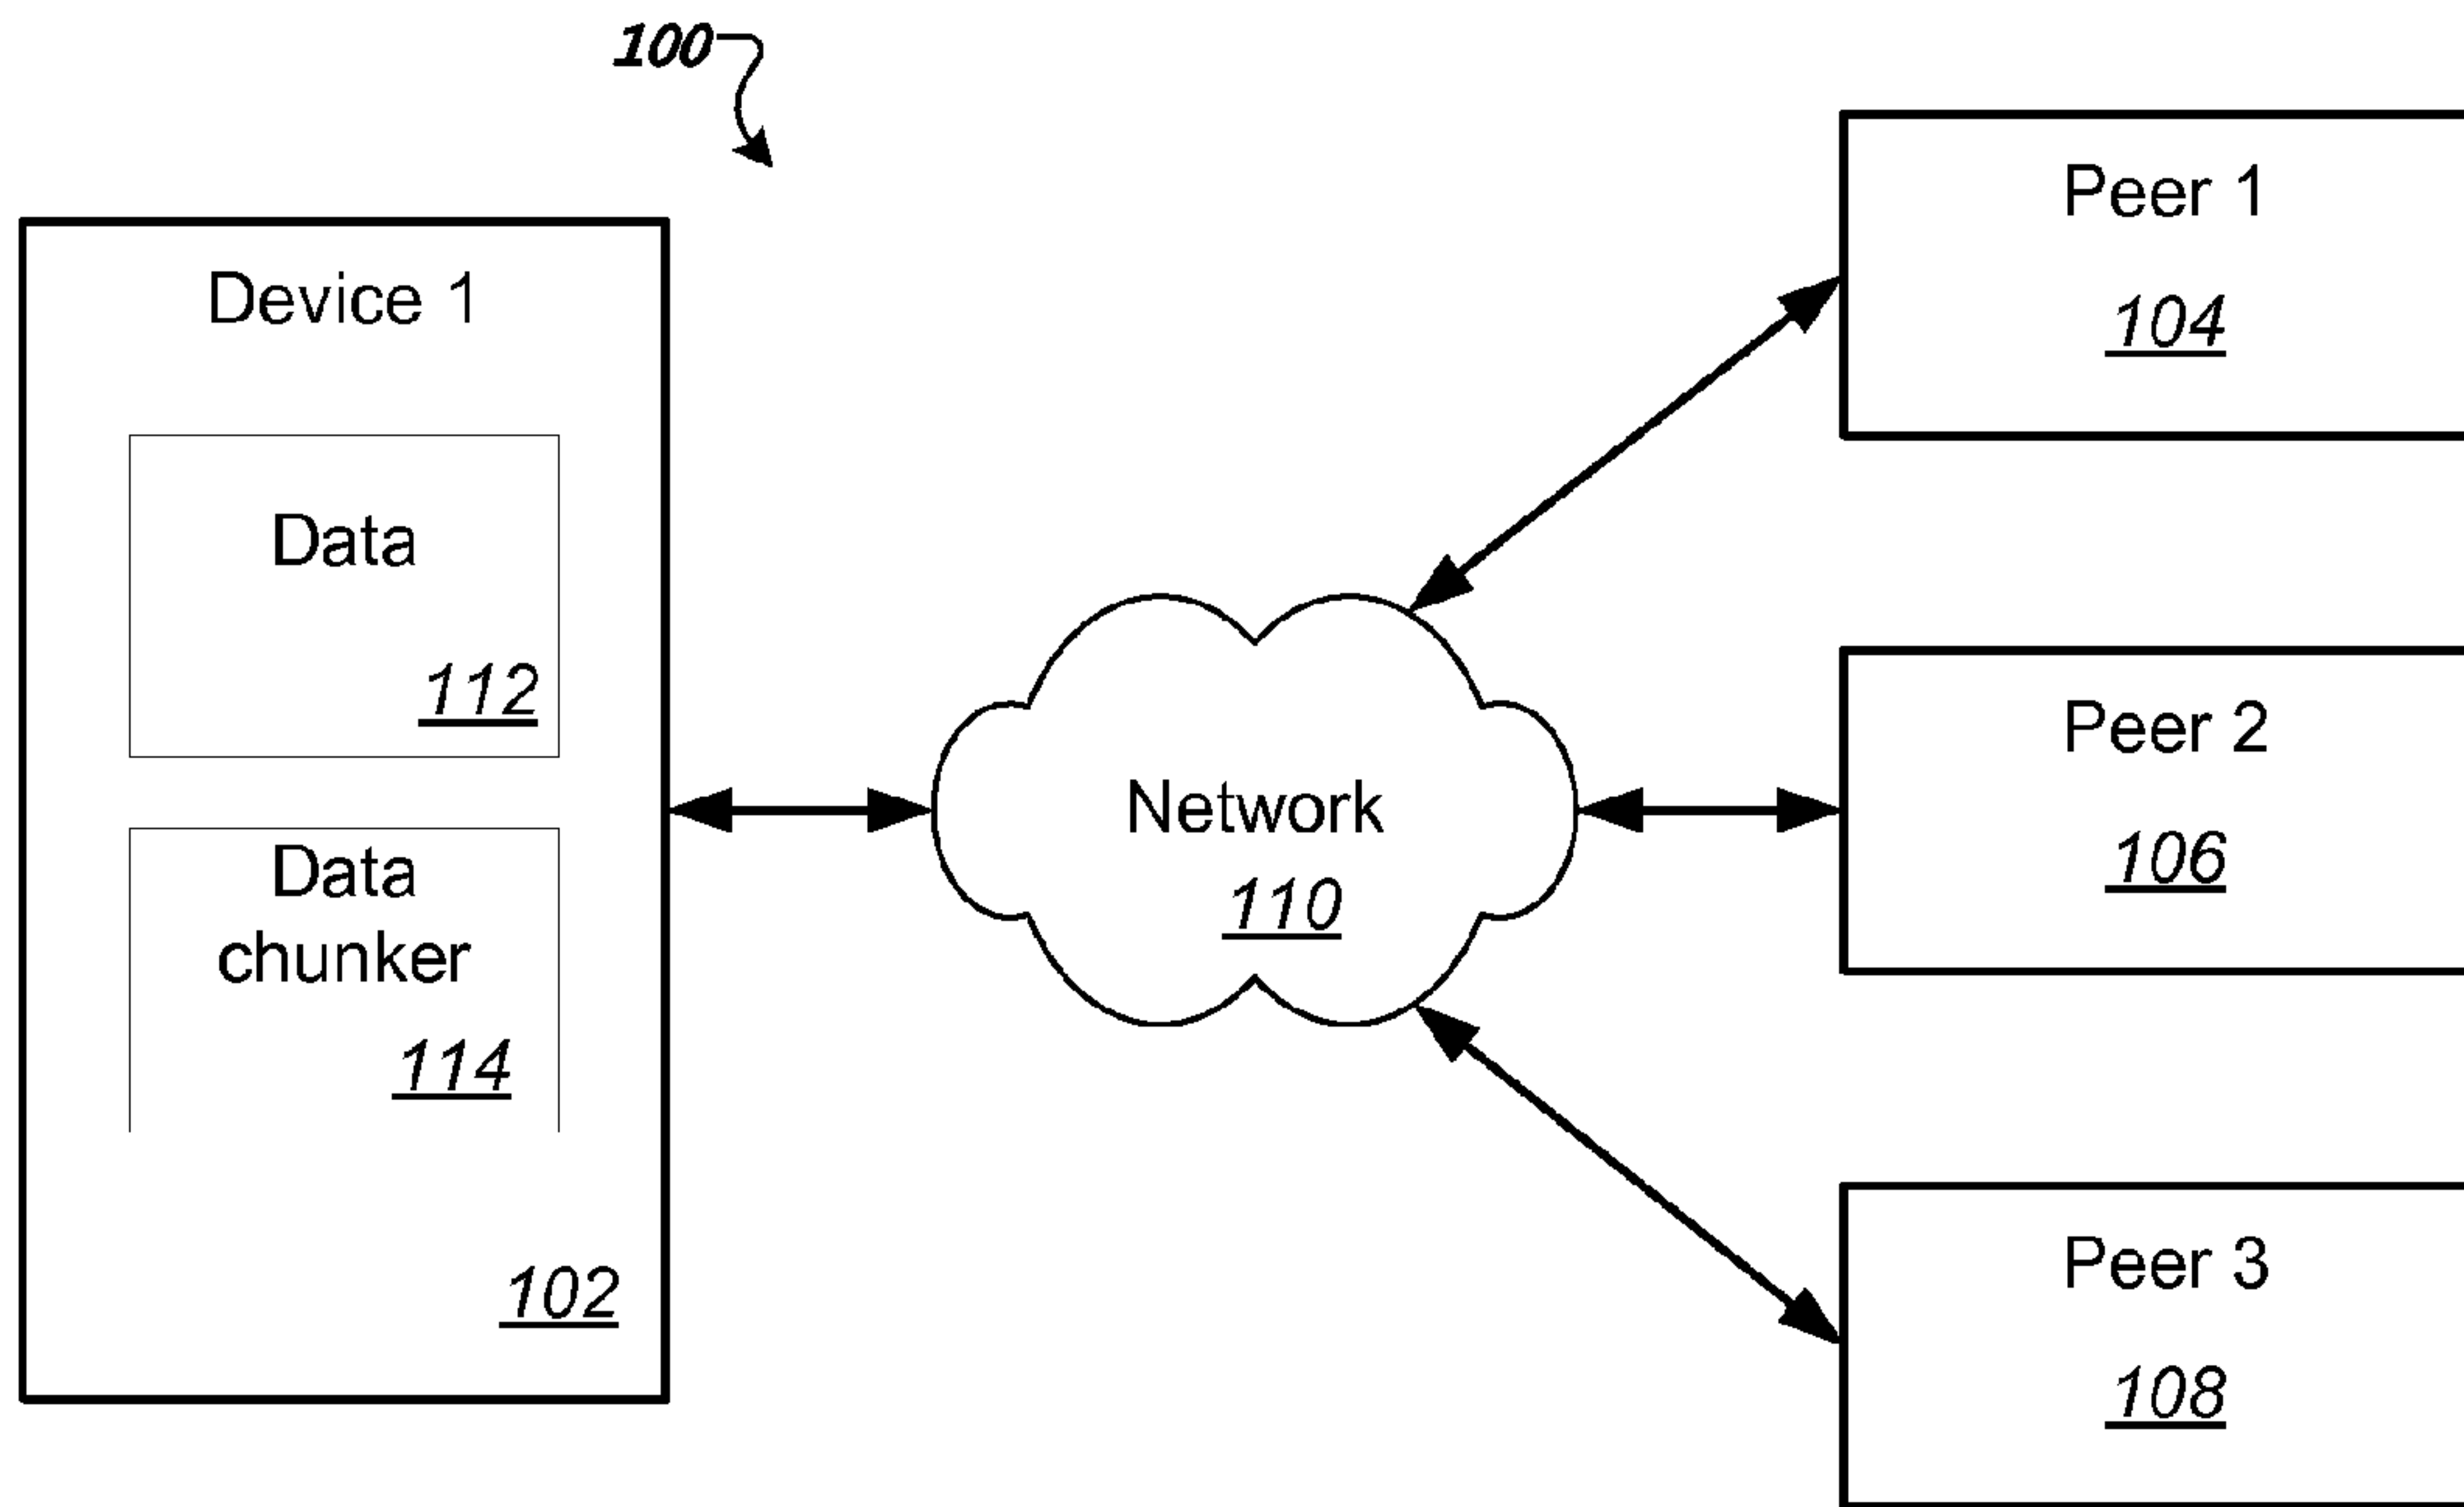 100
Device 1
Data
112
Data
chunker
114
102
Network
110
Peer 1
104
Peer 2
106
Peer 3
108